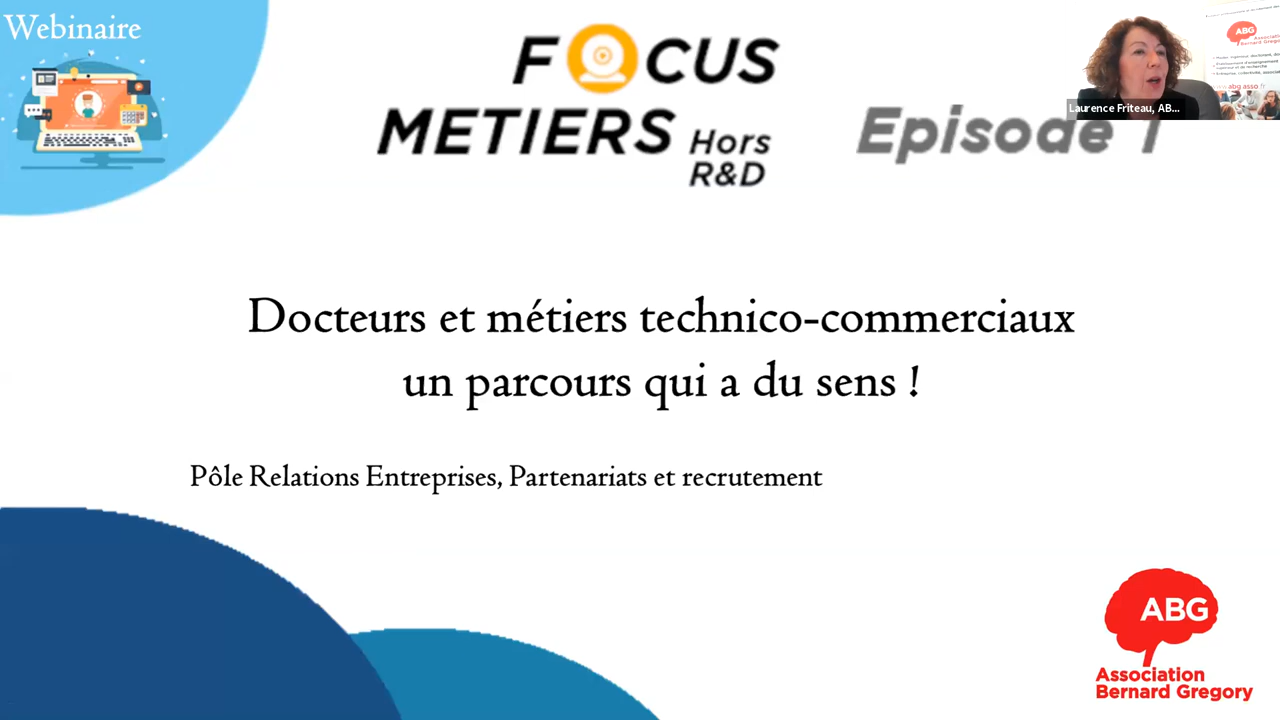 Webinaire
FOCUS
METIERS Hors
R&D
Episode 1
Laurence Friteau, AB...
ABG
Docteurs et métiers technico-commerciaux
un parcours qui a du sens !
Pôle Relations Entreprises, Partenariats et recrutement
ABG
Association
Bernard Gregory